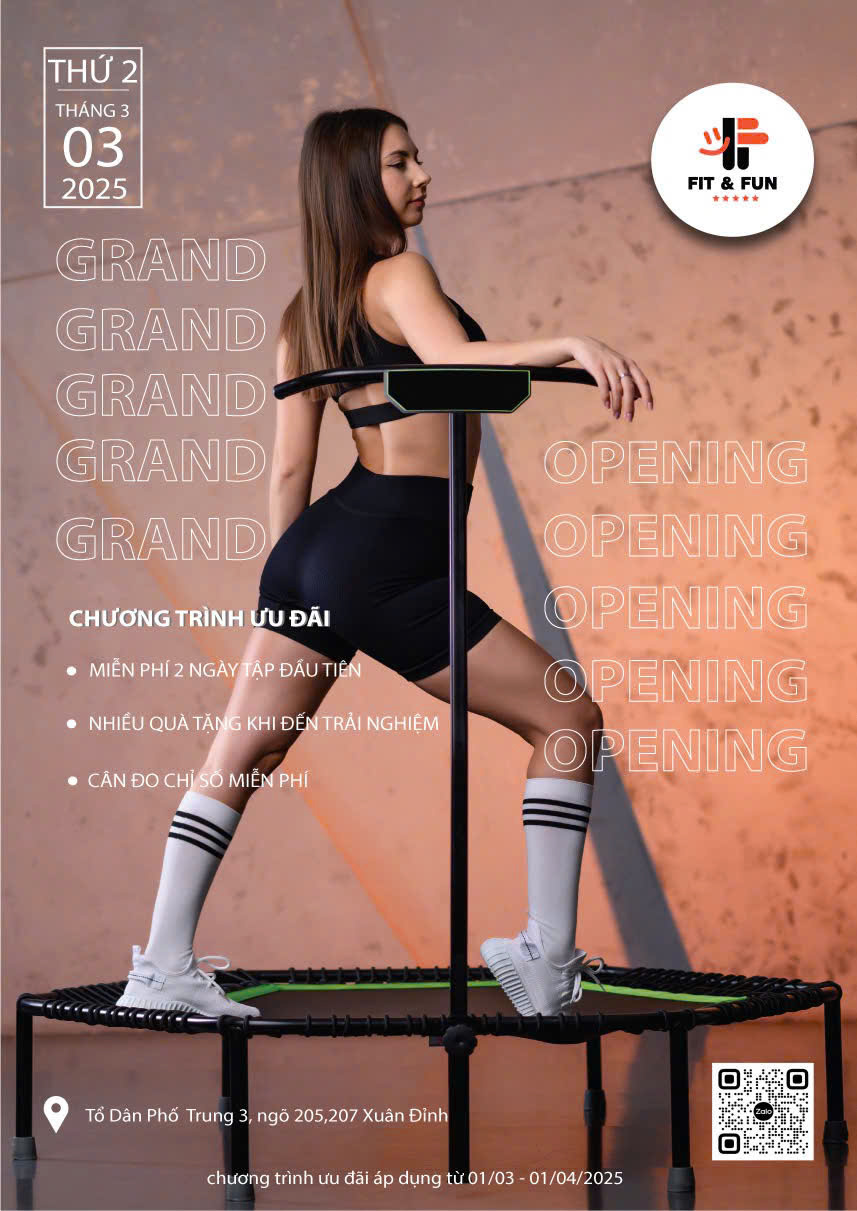 THỨ 2
THÁNG 3
03
2025
FIT & FUN
GRAND
GRAND
GRAND
GRAND
GRAND
OPENING
OPENING
OPENING
OPENING
OPENING
CHƯƠNG TRÌNH ƯU ĐÃI
MIỄN PHÍ 2 NGÀY TẬP ĐẦU TIÊN
NHIỀU QUÀ TẶNG KHI ĐẾN TRẢI NGHIỆM
CÂN ĐO CHỈ SỐ MIỄN PHÍ
Tổ Dân Phố Trung 3, ngõ 205,207 Xuân Đỉnh
Zalo
chương trình ưu đãi áp dụng từ 01/03 - 01/04/2025